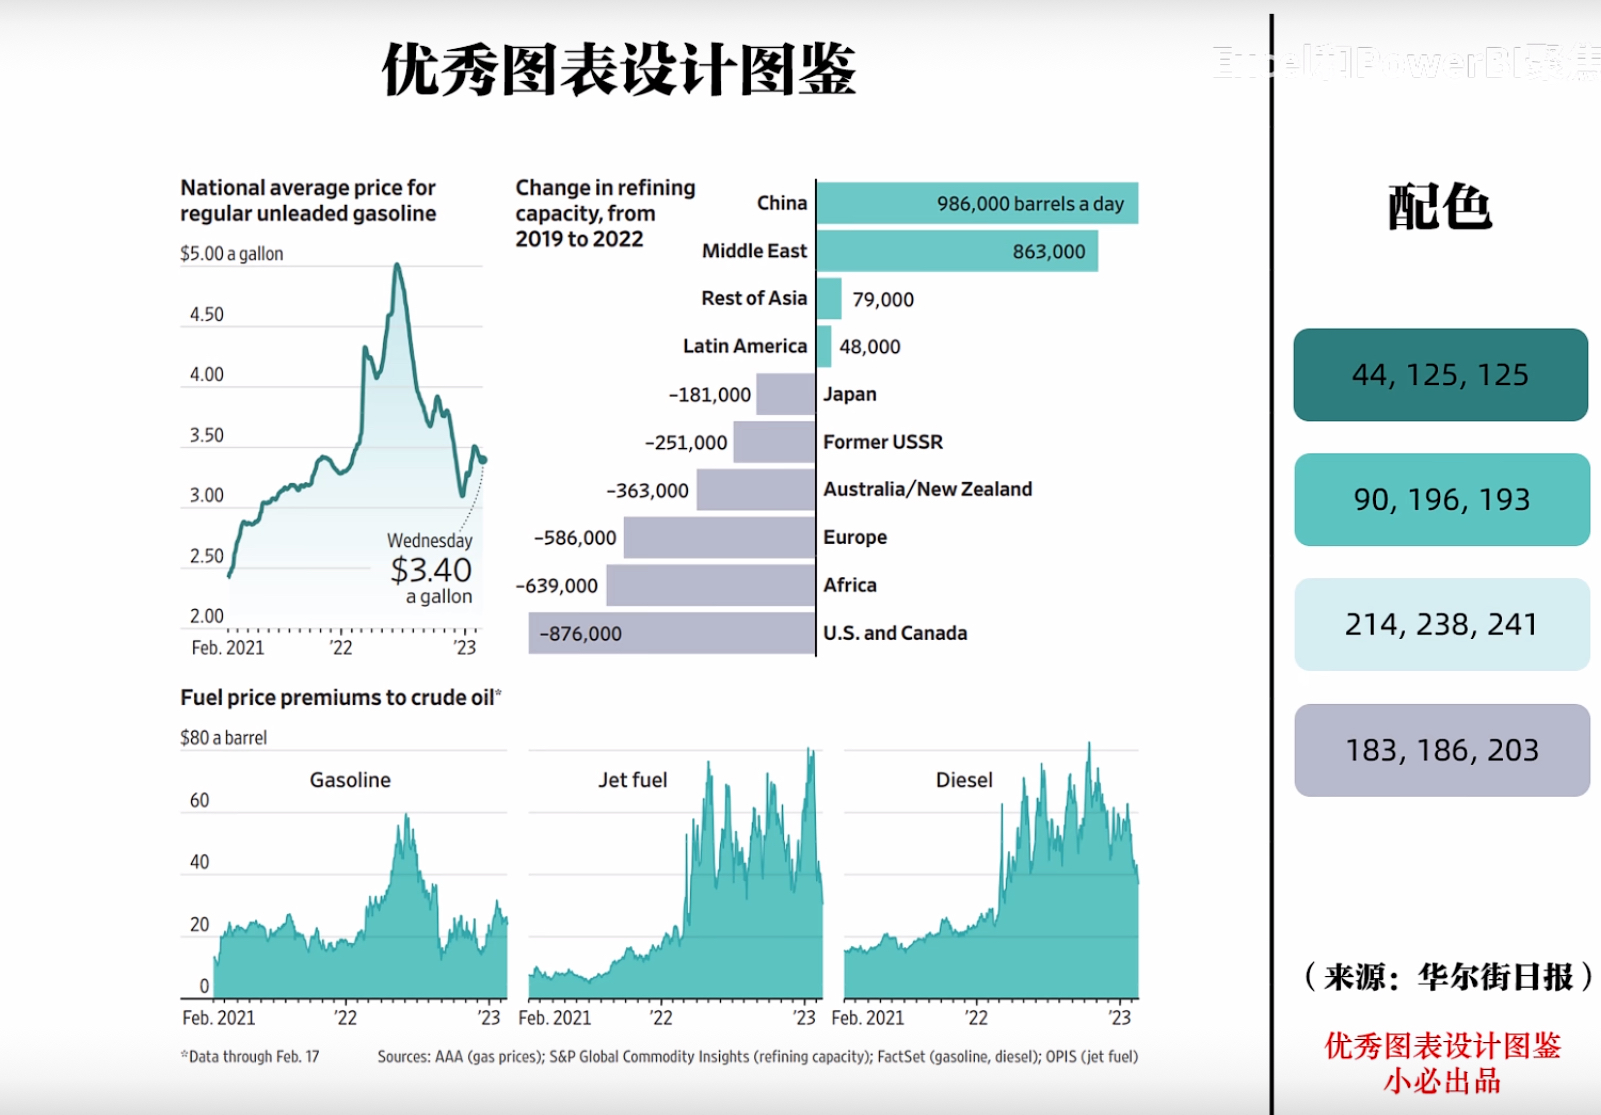 优秀图表设计图鉴
Excel和PowerBI聚焦
National average price for
regular unleaded gasoline
$5.00 a gallon
4.50
4.00
3.50
3.00
2.50
2.00
Wednesday
$3.40
a gallon
Feb. 2021
’22
’23
Change in refining
capacity, from
2019 to 2022
China
986,000 barrels a day
Middle East
863,000
Rest of Asia
79,000
Latin America
48,000
–181,000
Japan
–251,000
Former USSR
–363,000
Australia/New Zealand
–586,000
Europe
–639,000
Africa
–876,000
U.S. and Canada
Fuel price premiums to crude oil*
$80 a barrel
60
40
20
0
Gasoline
Feb. 2021
’22
’23
Jet fuel
Feb. 2021
’22
’23
Diesel
Feb. 2021
’22
’23
*Data through Feb. 17
Sources: AAA (gas prices); S&P Global Commodity Insights (refining capacity); FactSet (gasoline, diesel); OPIS (jet fuel)
配色
44, 125, 125
90, 196, 193
214, 238, 241
183, 186, 203
（来源：华尔街日报）
优秀图表设计图鉴
小必出品